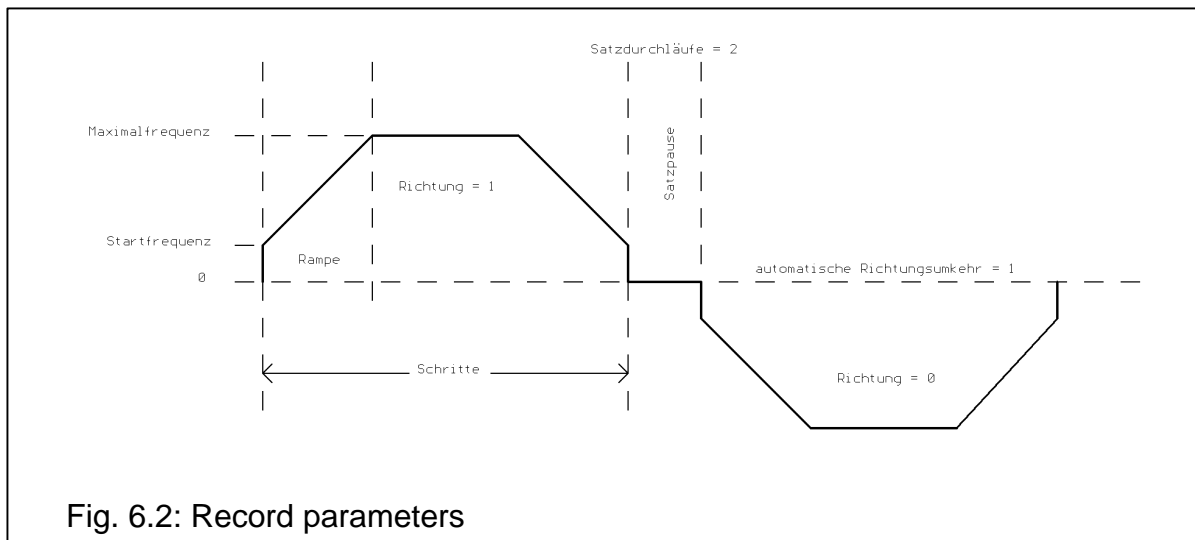 Satzdurchläufe = 2
Maximalfrequenz
Satzpause
Richtung = 1
Startfrequenz
Rampe
automatische Richtungsumkehr = 1
0
Schritte
Richtung = 0
Fig. 6.2: Record parameters